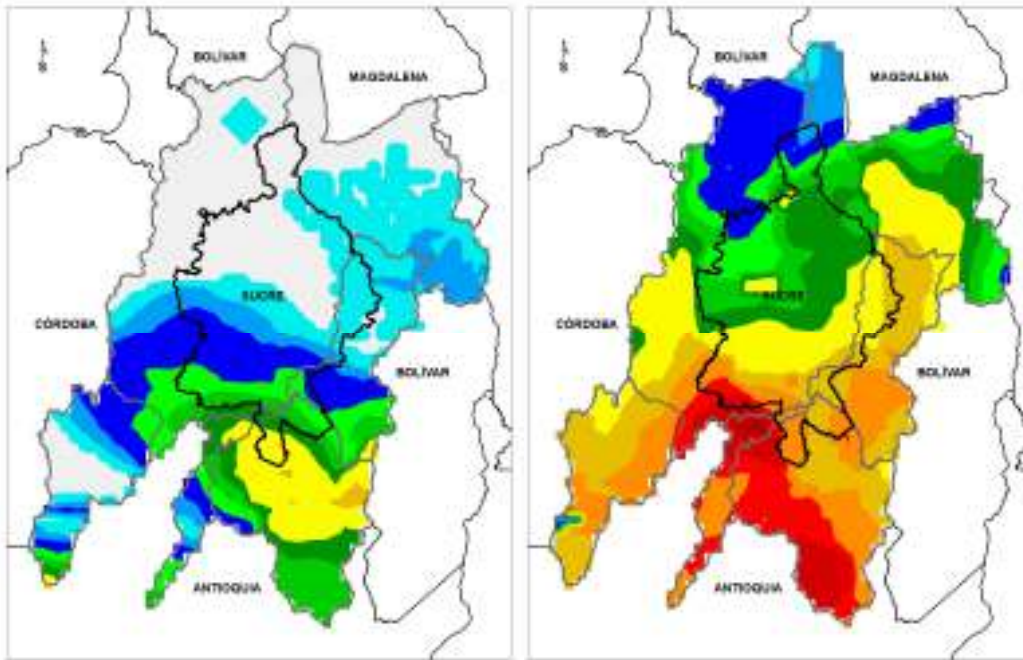 BOLÍVAR
MAGDALENA
SUCRE
CÓRDOBA
BOLÍVAR
ANTIOQUIA
BOLÍVAR
MAGDALENA
SUCRE
CÓRDOBA
BOLÍVAR
ANTIOQUIA